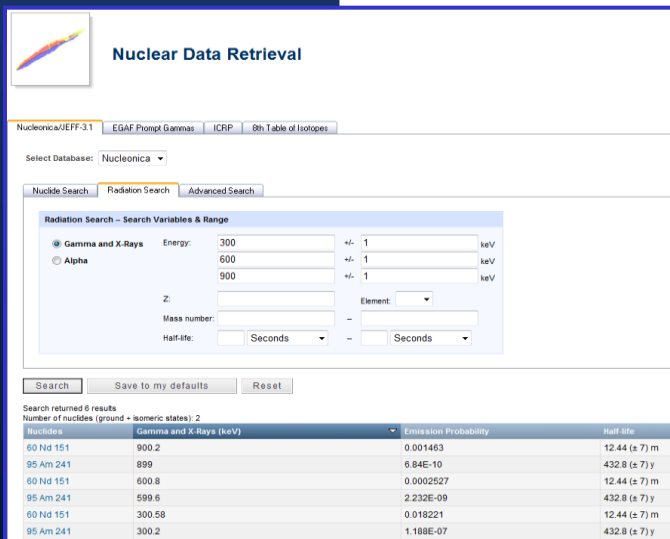 Nuclear Data Retrieval
Nucleonica/JEFF-3.1 EGAF Prompt Gammas ICRP 8th Table of Isotopes
Select Database: Nucleonica
Nuclide Search Radiation Search Advanced Search
Radiation Search – Search Variables & Range
Gamma and X-Rays Energy: 300 +/- 1 keV
Alpha 600 +/- 1 keV
900 +/- 1 keV
Z: Element:
Mass number: –
Half-life: Seconds – Seconds
Search Save to my defaults Reset
Search returned 6 results
Number of nuclides (ground + isomeric states): 2
Nuclides Gamma and X-Rays (keV) Emission Probability Half-life
60 Nd 151 900.2 0.001463 12.44 (± 7) m
95 Am 241 899 6.84E-10 432.8 (± 7) y
60 Nd 151 600.8 0.0002527 12.44 (± 7) m
95 Am 241 599.6 2.232E-09 432.8 (± 7) y
60 Nd 151 300.58 0.018221 12.44 (± 7) m
95 Am 241 300.2 1.188E-07 432.8 (± 7) y